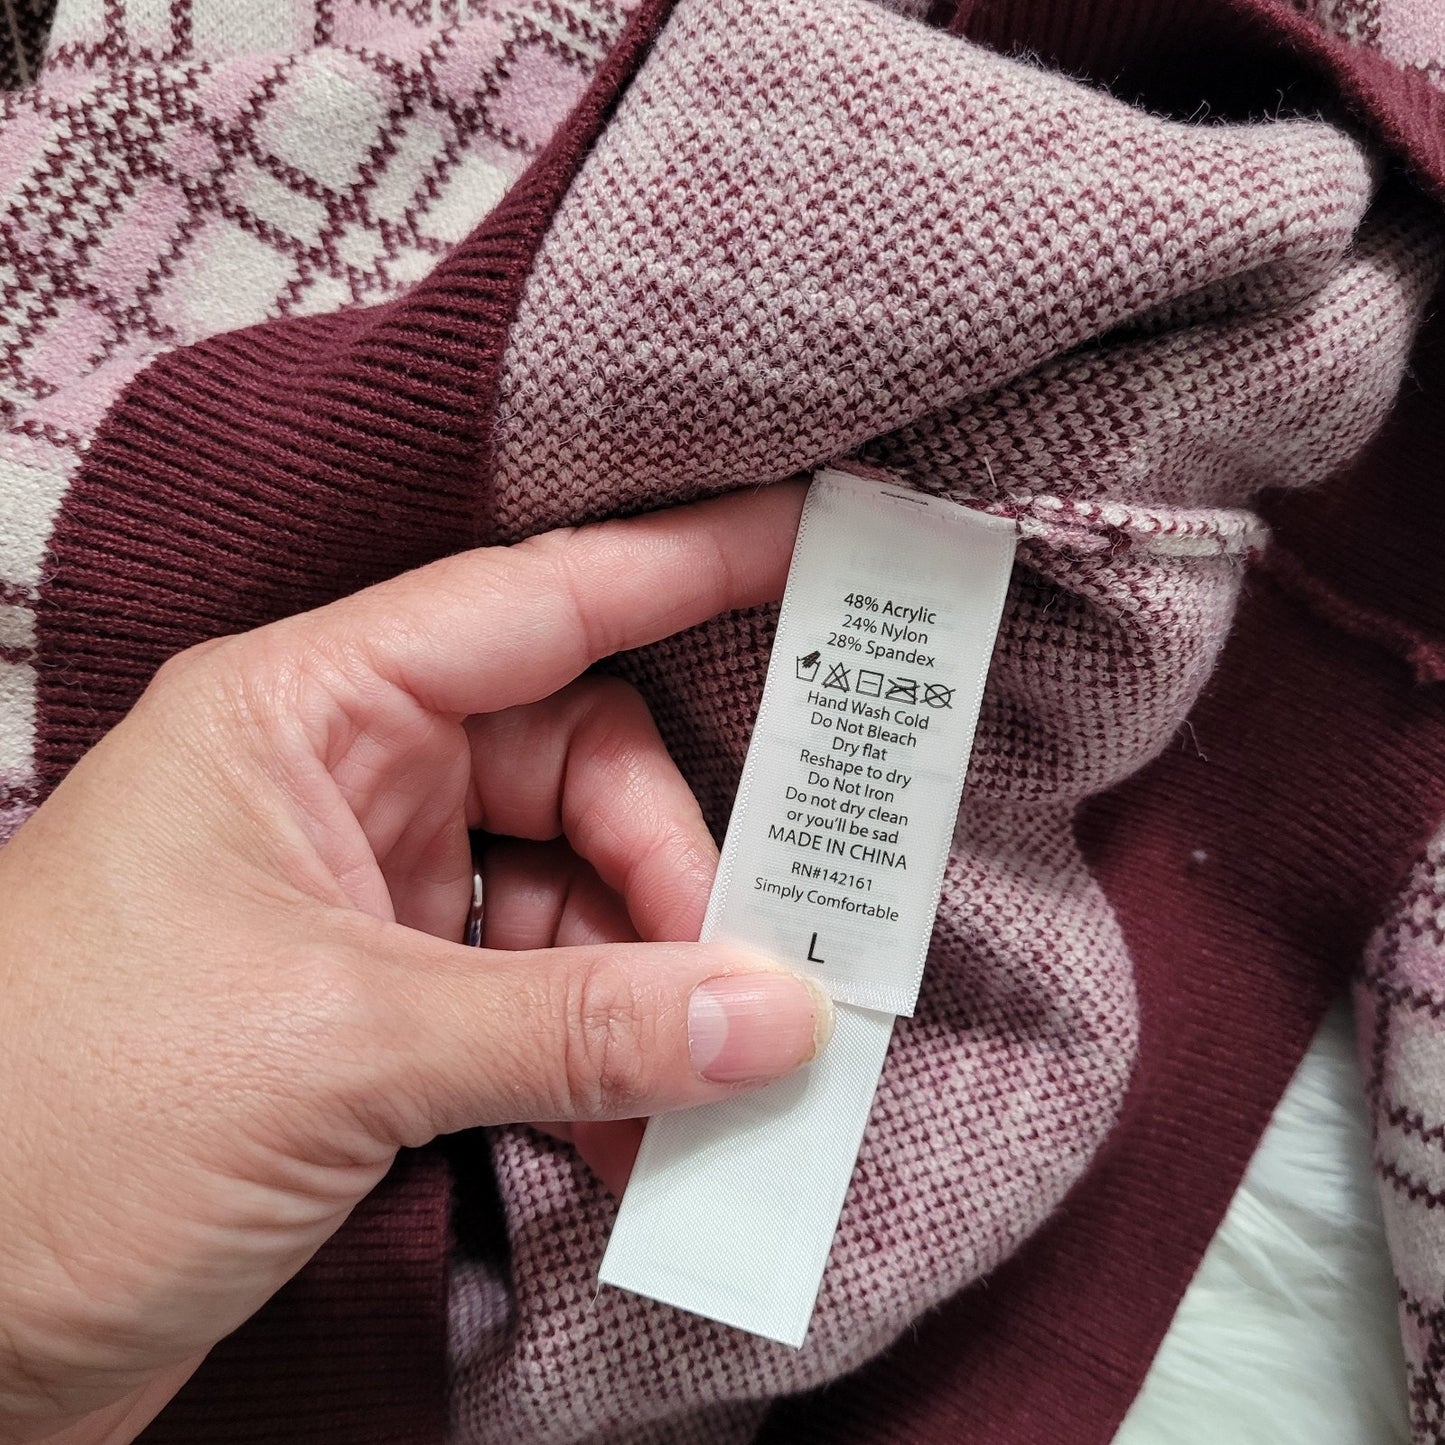 48% Acrylic
24% Nylon
28% Spandex
Hand Wash Cold
Do Not Bleach
Dry flat
Reshape to dry
Do Not Iron
Do not dry clean
or you'll be sad
MADE IN CHINA
RN#142161
Simply Comfortable
L